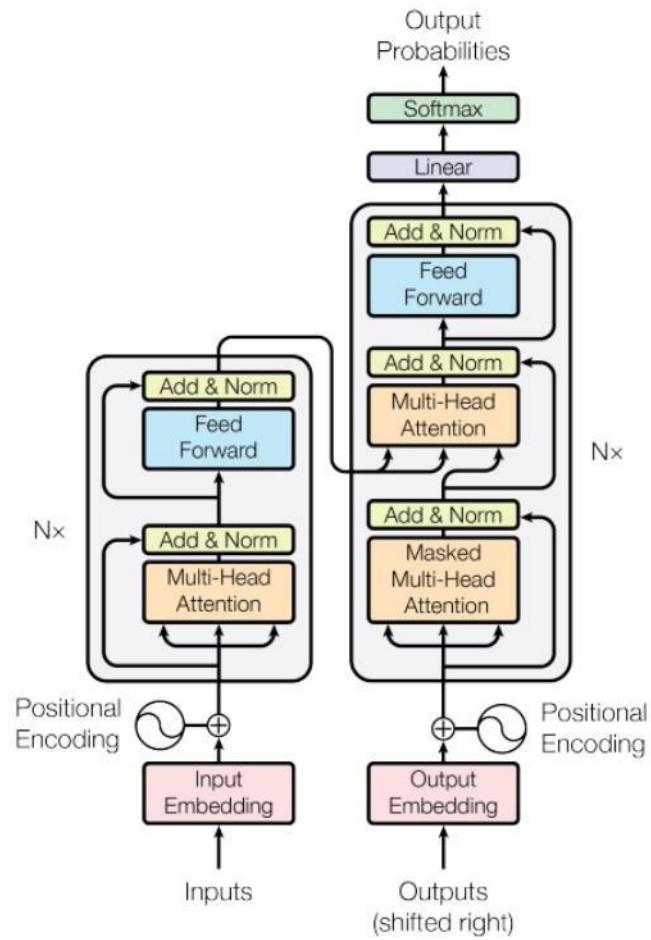 Output
Probabilities
Softmax
Linear
Add & Norm
Feed
Forward
Add & Norm
Multi-Head
Attention
Add & Norm
Masked
Multi-Head
Attention
N×
Add & Norm
Feed
Forward
Add & Norm
Multi-Head
Attention
N×
Positional
Encoding
Positional
Encoding
Input
Embedding
Output
Embedding
Inputs
Outputs
(shifted right)